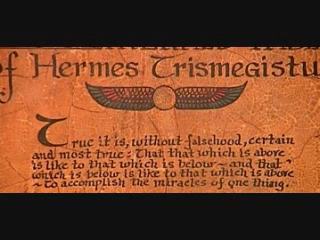 of Hermes Trismegistu
True it is, without falsehood, certain
and most true: That that which is above
is like to that which is below ~ and that
which is below is like to that which is above
~ To accomplish the miracles of one thing.